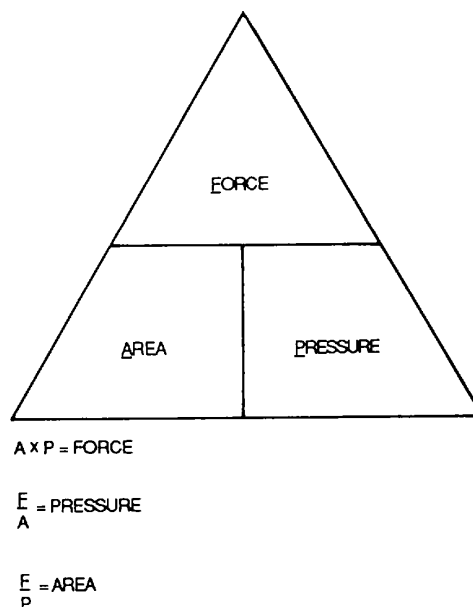 FORCE
AREA PRESSURE
A x P = FORCE
F
A = PRESSURE
F
P = AREA